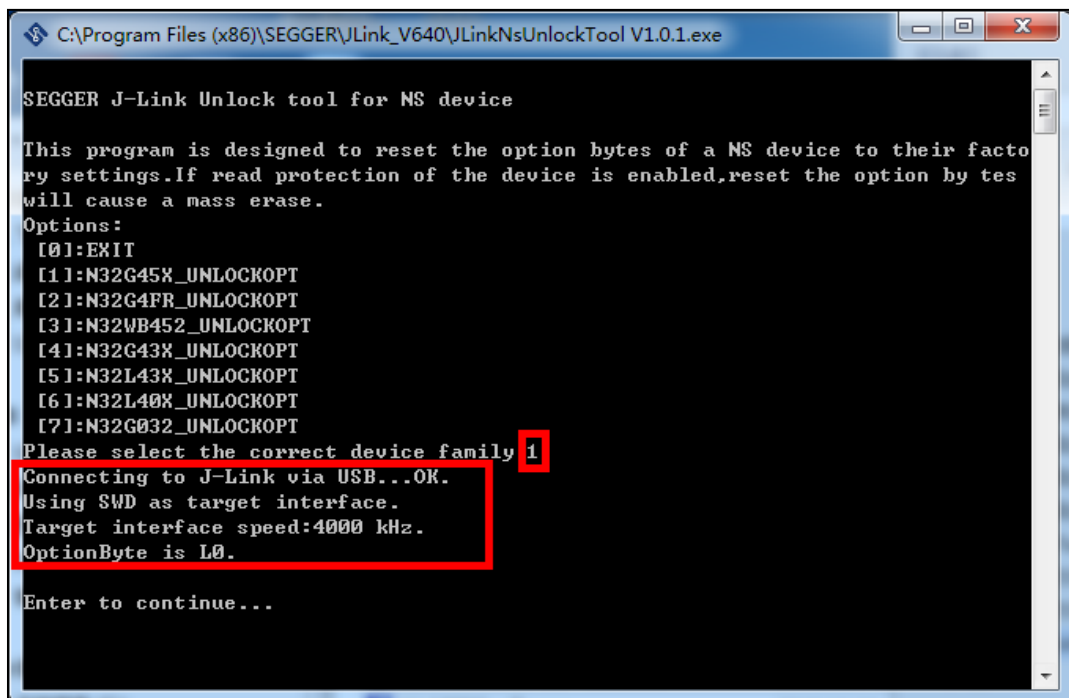 C:\Program Files (x86)\SEGGER\JLink_V640\JLinkNsUnlockTool V1.0.1.exe
SEGGER J-Link Unlock tool for NS device
This program is designed to reset the option bytes of a NS device to their facto
ry settings.If read protection of the device is enabled,reset the option by tes
will cause a mass erase.
Options:
[0]:EXIT
[1]:N32G45X_UNLOCKOPT
[2]:N32G4FR_UNLOCKOPT
[3]:N32WB452_UNLOCKOPT
[4]:N32G43X_UNLOCKOPT
[5]:N32L43X_UNLOCKOPT
[6]:N32L40X_UNLOCKOPT
[7]:N32G032_UNLOCKOPT
Please select the correct device family 1
Connecting to J-Link via USB...OK.
Using SWD as target interface.
Target interface speed:4000 kHz.
OptionByte is L0.
Enter to continue...